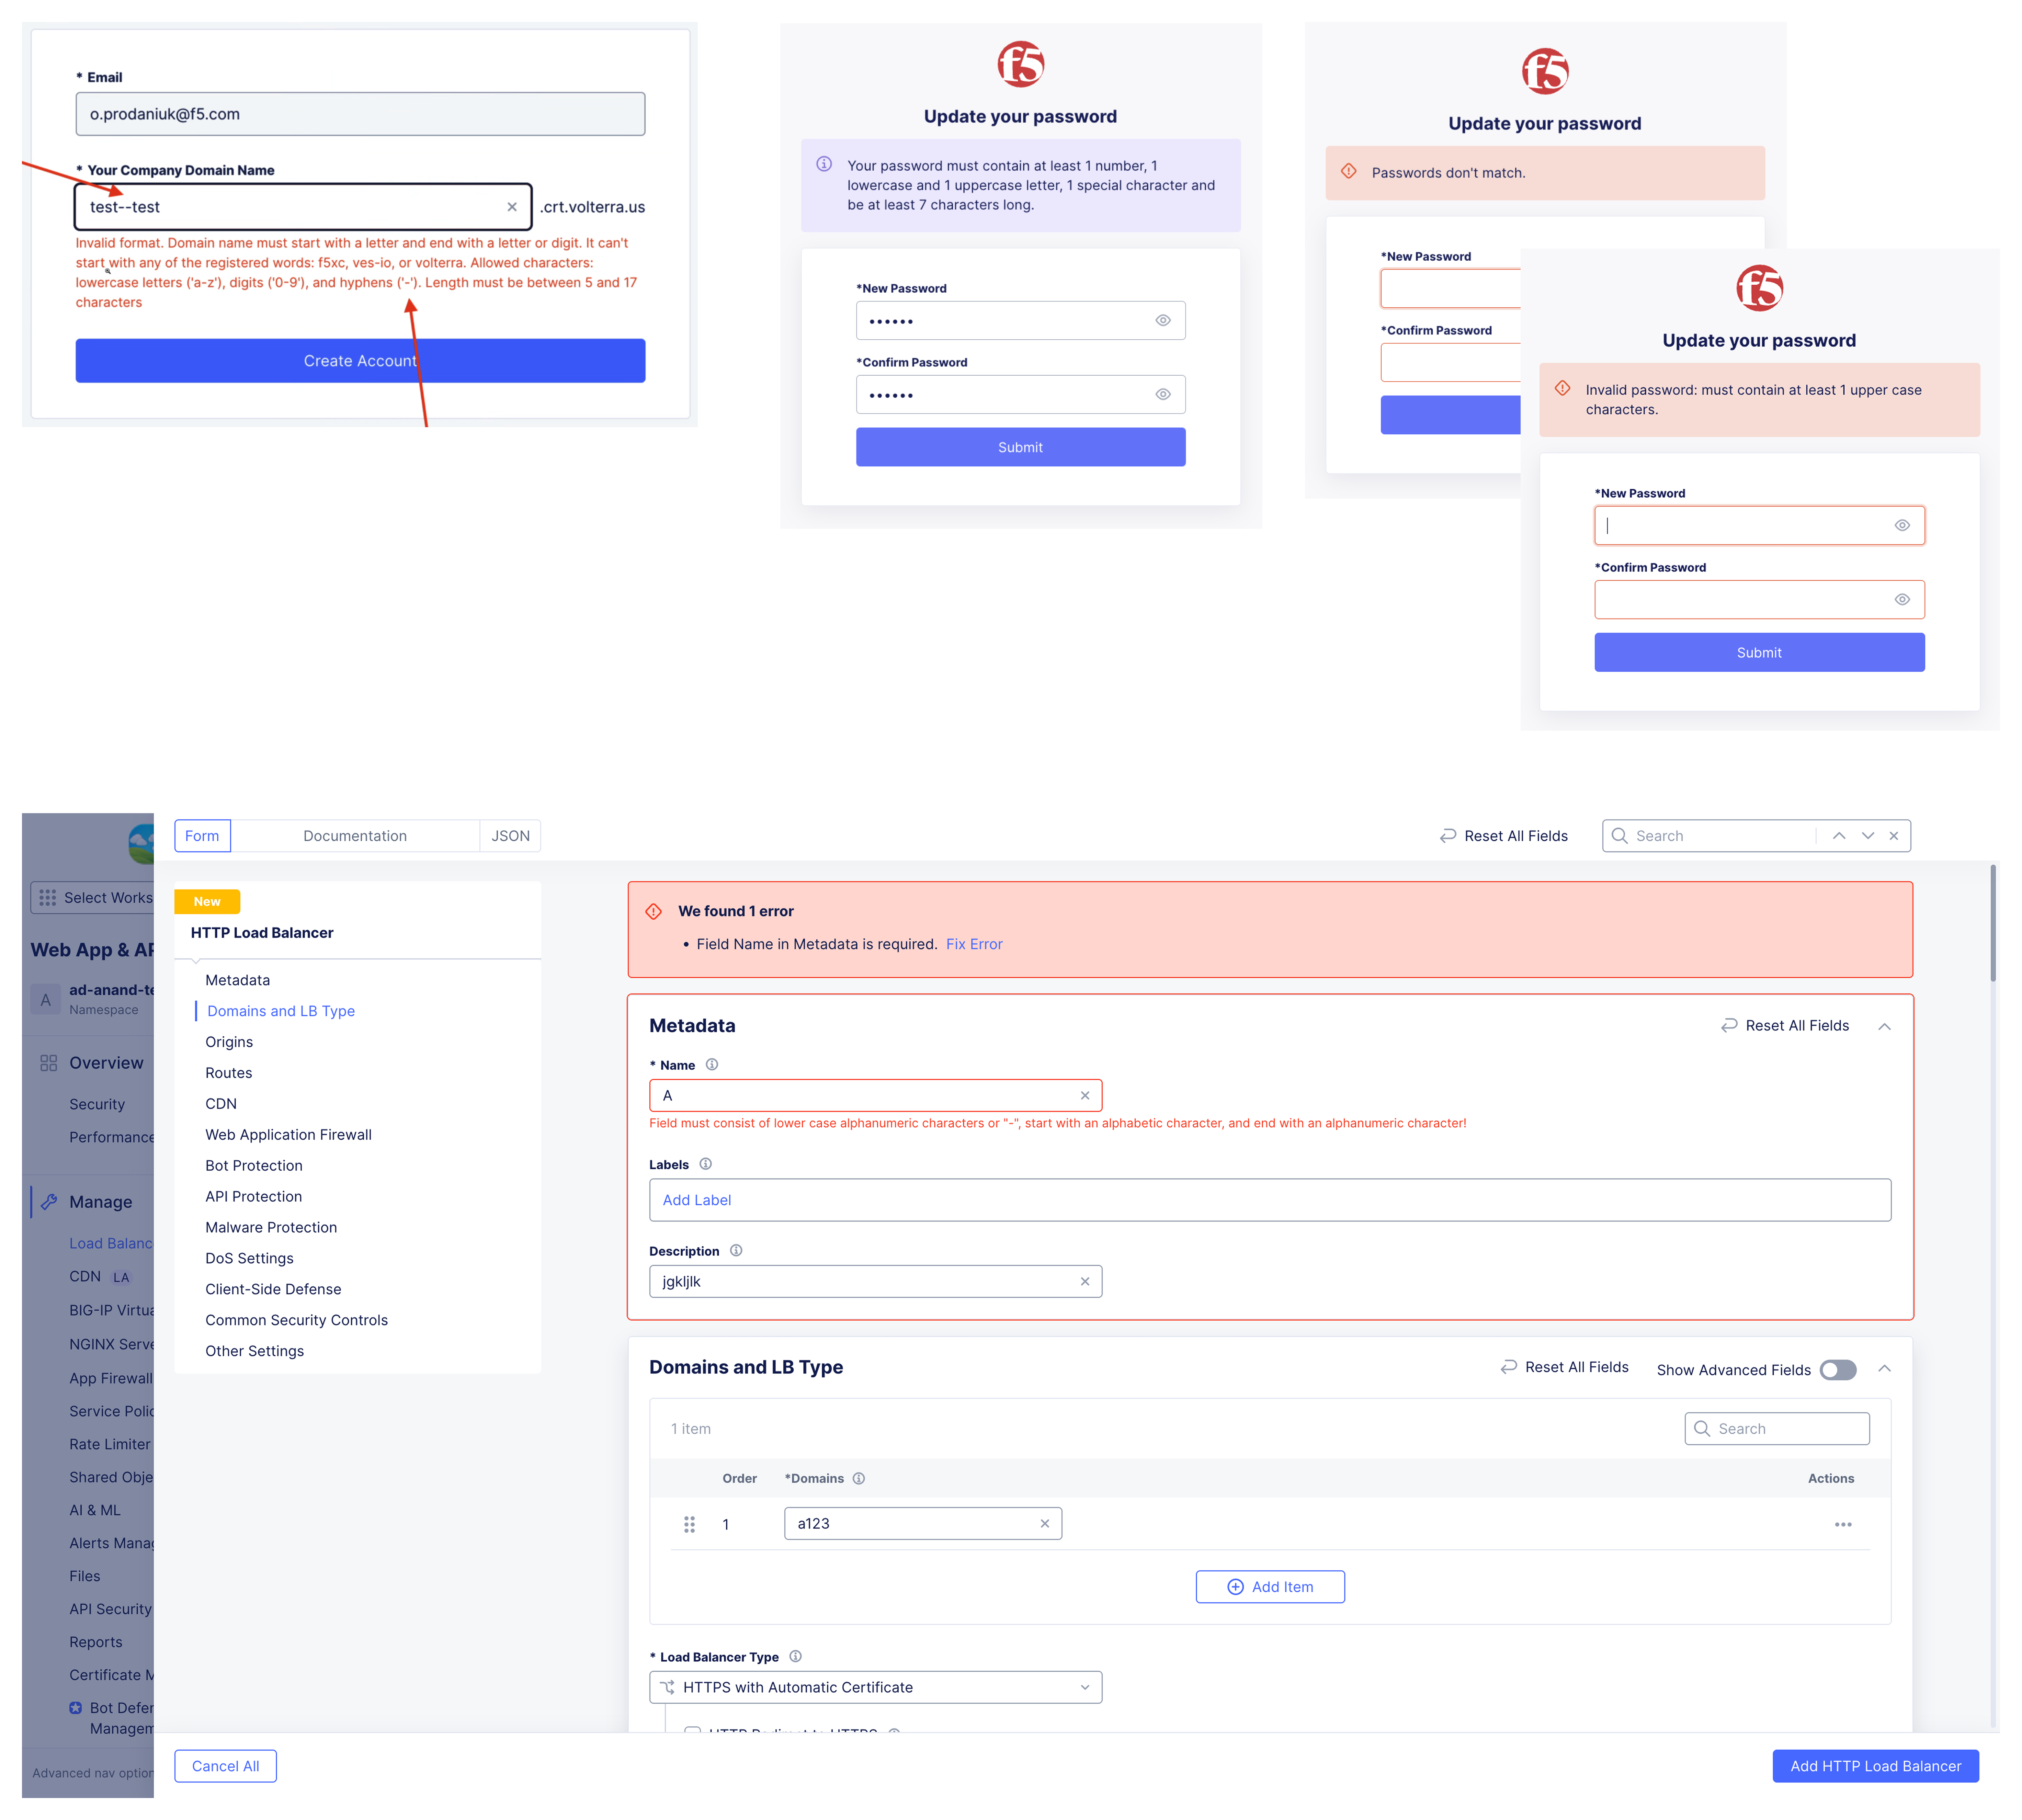 * Email
o.prodaniuk@f5.com
* Your Company Domain Name
test--test
.crt.volterra.us
Invalid format. Domain name must start with a letter and end with a letter or digit. It can't
start with any of the registered words: f5xc, ves-io, or volterra. Allowed characters:
lowercase letters ('a-z'), digits ('0-9'), and hyphens ('-'). Length must be between 5 and 17
characters
Create Account
f5
Update your password
Your password must contain at least 1 number, 1
lowercase and 1 uppercase letter, 1 special character and
be at least 7 characters long.
*New Password
••••••
*Confirm Password
••••••
Submit
f5
Update your password
Passwords don't match.
*New Password
*Confirm Password
f5
Update your password
Invalid password: must contain at least 1 upper case
characters.
*New Password
*Confirm Password
Submit
Form
Documentation
JSON
Reset All Fields
Search
Select Works
Web App & AP
A
ad-anand-te
Namespace
Overview
Security
Performance
Manage
Load Balanc
CDN LA
BIG-IP Virtua
NGINX Serve
App Firewall
Service Polic
Rate Limiter
Shared Obje
AI & ML
Alerts Manag
Files
API Security
Reports
Certificate M
Bot Defer
Managem
Advanced nav option
New
HTTP Load Balancer
Metadata
Domains and LB Type
Origins
Routes
CDN
Web Application Firewall
Bot Protection
API Protection
Malware Protection
DoS Settings
Client-Side Defense
Common Security Controls
Other Settings
We found 1 error
• Field Name in Metadata is required. Fix Error
Metadata
Reset All Fields
* Name
A
Field must consist of lower case alphanumeric characters or "-", start with an alphabetic character, and end with an alphanumeric character!
Labels
Add Label
Description
jgkljlk
Domains and LB Type
Reset All Fields
Show Advanced Fields
1 item
Search
Order
*Domains
Actions
1
a123
Add Item
* Load Balancer Type
HTTPS with Automatic Certificate
HTTP Redirect to HTTPS
Cancel All
Add HTTP Load Balancer